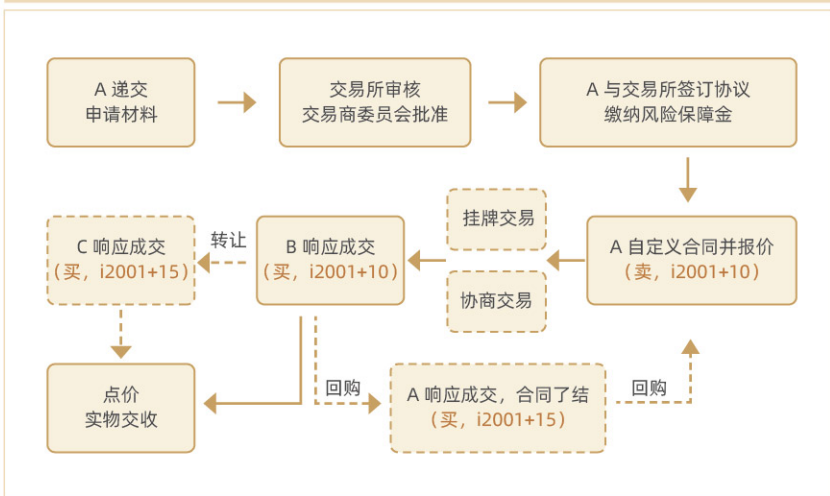 A 递交
申请材料
交易所审核
交易商委员会批准
A 与交易所签订协议
缴纳风险保障金
C 响应成交
（买，i2001+15）
转让
B 响应成交
（买，i2001+10）
挂牌交易
协商交易
A 自定义合同并报价
（卖，i2001+10）
点价
实物交收
回购
A 响应成交，合同了结
（买，i2001+15）
回购